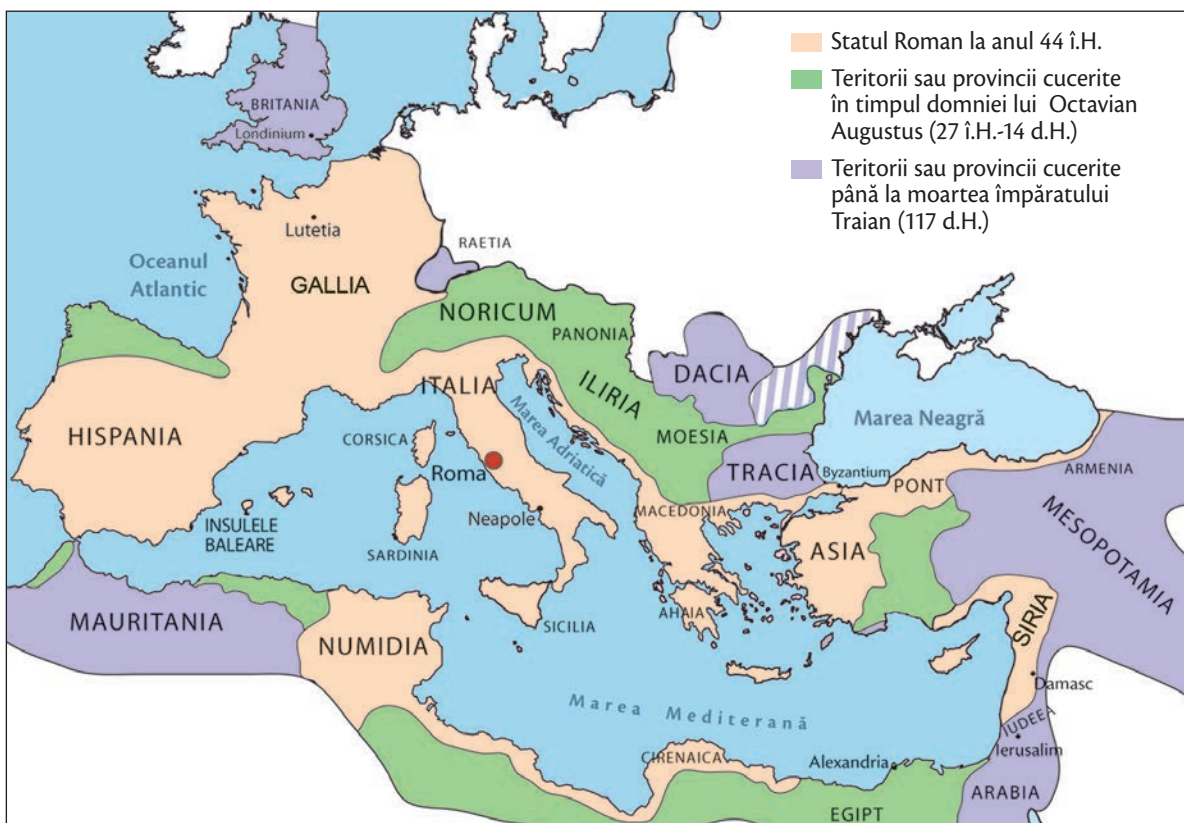 Statul Roman la anul 44 î.H.
Teritorii sau provincii cucerite
în timpul domniei lui Octavian
Augustus (27 î.H.-14 d.H.)
Teritorii sau provincii cucerite
până la moartea împăratului
Traian (117 d.H.)
BRITANIA
Londinium
Lutetia
RAETIA
Oceanul
Atlantic
GALLIA
NORICUM
PANONIA
DACIA
ITALIA
ILIRIA
Marea Neagră
HISPANIA
CORSICA
Marea Adriatică
MOESIA
Roma
TRACIA
Byzantium
ARMENIA
PONT
MESOPOTAMIA
Neapole
MACEDONIA
INSULELE
BALEARE
SARDINIA
ASIA
MAURITANIA
NUMIDIA
SICILIA
AHAIA
SIRIA
Damasc
Marea Mediterană
IUDEEA
Ierusalim
CIRENAICA
Alexandria
ARABIA
EGIPT